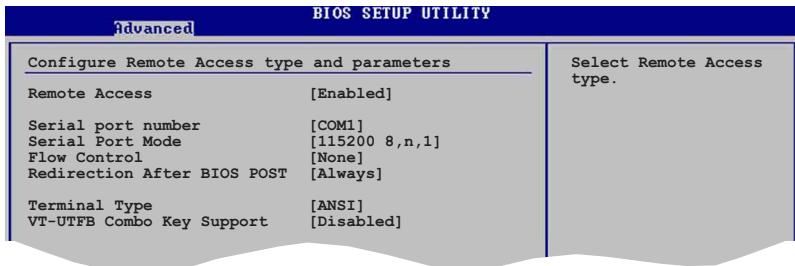 BIOS SETUP UTILITY
Advanced
Configure Remote Access type and parameters
Remote Access [Enabled]
Serial port number [COM1]
Serial Port Mode [115200 8,n,1]
Flow Control [None]
Redirection After BIOS POST [Always]
Terminal Type [ANSI]
VT-UTFB Combo Key Support [Disabled]
Select Remote Access
type.